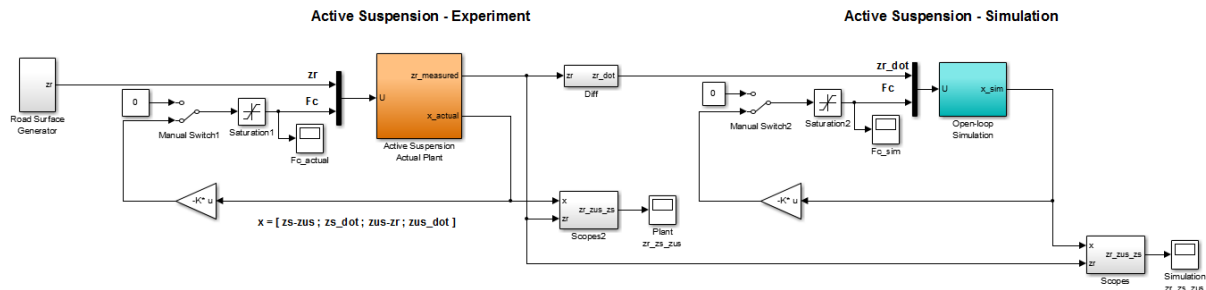 Active Suspension - Experiment
Active Suspension - Simulation
zr
Road Surface
Generator
zr
Fc
0
Manual Switch1
Saturation1
Fc_actual
U
zr_measured
x_actual
Active Suspension
Actual Plant
-K* u
x = [ zs-zus ; zs_dot ; zus-zr ; zus_dot ]
zr
zr_dot
Diff
x
zr
zr_zus_zs
Scopes2
Plant
zr_zs_zus
zr_dot
Fc
0
Manual Switch2
Saturation2
Fc_sim
U
x_sim
Open-loop
Simulation
-K* u
x
zr
zr_zus_zs
Scopes
Simulation
zr_zs_zus